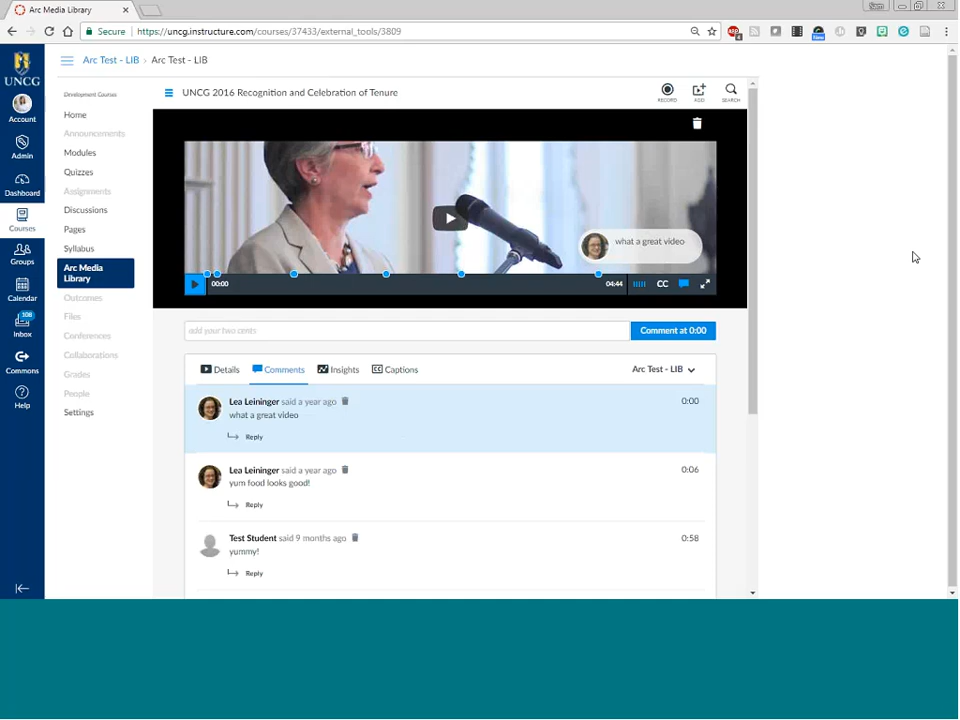 Arc Media Library
Sam
Secure
https://uncg.instructure.com/courses/37433/external_tools/3809
New
UNCG
Arc Test - LIB > Arc Test - LIB
Account
Admin
Dashboard
Courses
Groups
Calendar
108
Inbox
Commons
Help
Development Courses
Home
Announcements
Modules
Quizzes
Assignments
Discussions
Pages
Syllabus
Arc Media
Library
Outcomes
Files
Conferences
Collaborations
Grades
People
Settings
UNCG 2016 Recognition and Celebration of Tenure
RECORD
ADD
SEARCH
what a great video
00:00
04:44
CC
add your two cents
Comment at 0:00
Details
Comments
Insights
CC Captions
Arc Test - LIB
Lea Leininger said a year ago
0:00
what a great video
Reply
Lea Leininger said a year ago
0:06
yum food looks good!
Reply
Test Student said 9 months ago
0:58
yummy!
Reply